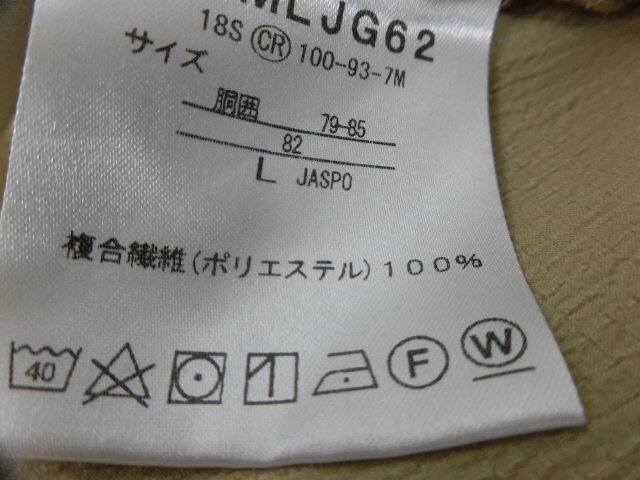 MLJG62
18S CR 100-93-7M
サイズ
胴囲 79-85
82
L JASPO
複合繊維(ポリエステル)100%
40 F W